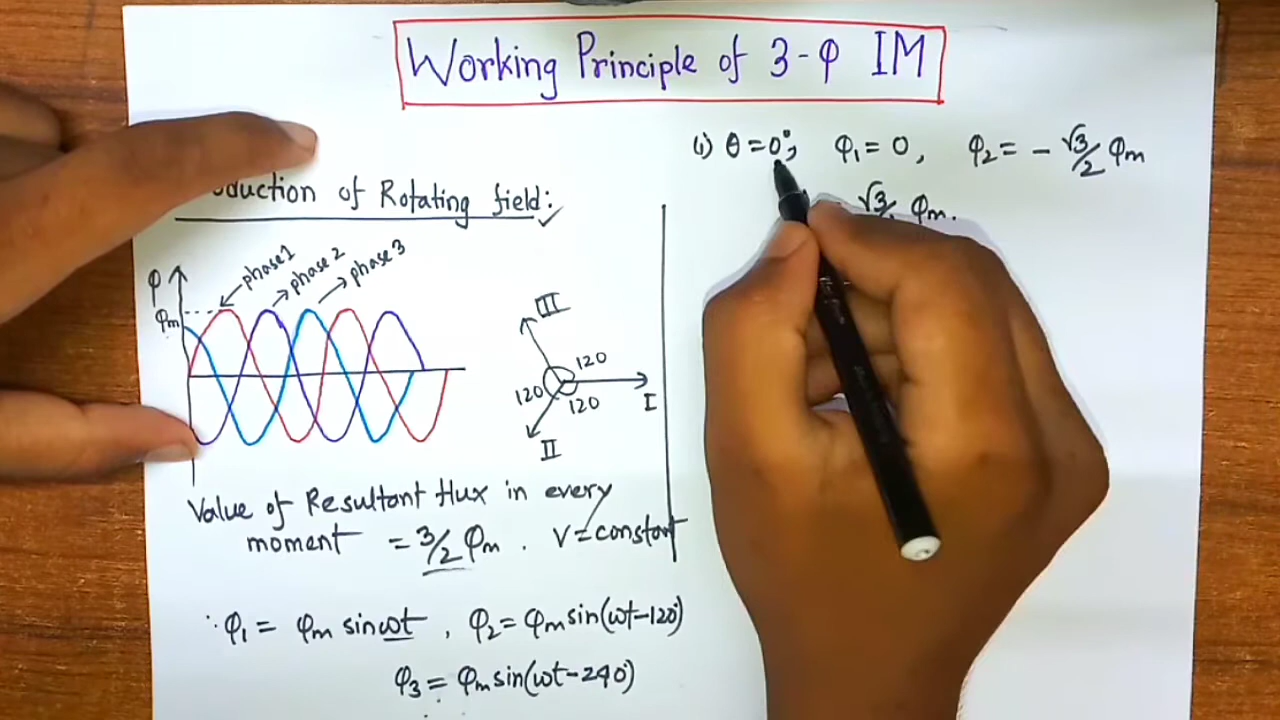 Working Principle of 3-φ IM
oduction of Rotating field:
φ
φm
phase1
phase 2
phase 3
III
120
120
120
I
II
Value of Resultant flux in every
moment = 3/2 φm . V=constant
∴ φ1 = φm sinωt , φ2= φm sin(ωt-120°)
φ3 = φm sin(ωt-240°)
(i) θ=0°; φ1= 0, φ2= - √3/2 φm
√3/ φm.